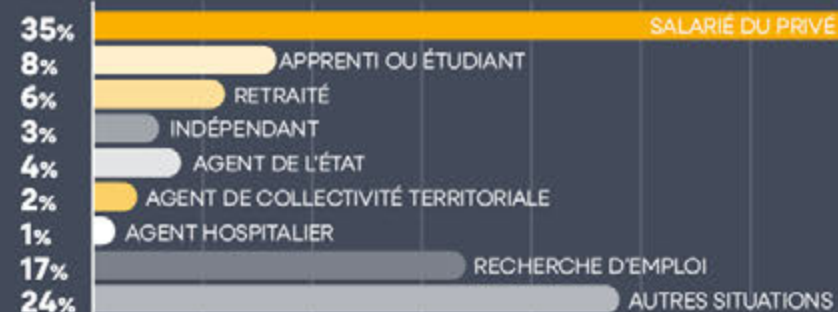 35% SALARIÉ DU PRIVÉ
8% APPRENTI OU ÉTUDIANT
6% RETRAITÉ
3% INDÉPENDANT
4% AGENT DE L'ÉTAT
2% AGENT DE COLLECTIVITÉ TERRITORIALE
1% AGENT HOSPITALIER
17% RECHERCHE D'EMPLOI
24% AUTRES SITUATIONS